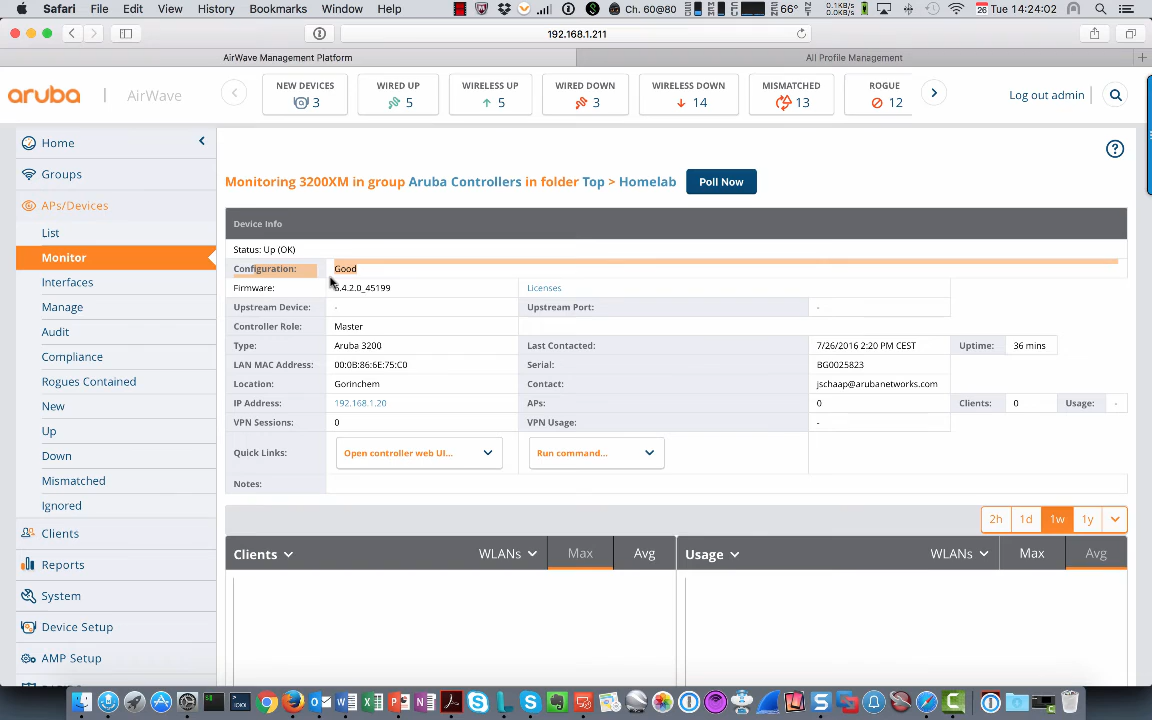 Safari File Edit View History Bookmarks Window Help Ch. 60@80 66° 0.1KB/s 0.0KB/s Tue 14:24:02
192.168.1.211
AirWave Management Platform All Profile Management
aruba | AirWave
NEW DEVICES 3
WIRED UP 5
WIRELESS UP 5
WIRED DOWN 3
WIRELESS DOWN 14
MISMATCHED 13
ROGUE 12
Log out admin
Home
Groups
APs/Devices
List
Monitor
Interfaces
Manage
Audit
Compliance
Rogues Contained
New
Up
Down
Mismatched
Ignored
Clients
Reports
System
Device Setup
AMP Setup
Monitoring 3200XM in group Aruba Controllers in folder Top > Homelab Poll Now
Device Info
Status: Up (OK)
Configuration: Good
Firmware: 6.4.2.0_45199 Licenses
Upstream Device: - Upstream Port: -
Controller Role: Master
Type: Aruba 3200 Last Contacted: 7/26/2016 2:20 PM CEST Uptime: 36 mins
LAN MAC Address: 00:0B:86:6E:75:C0 Serial: BG0025823
Location: Gorinchem Contact: jschaap@arubanetworks.com
IP Address: 192.168.1.20 APs: 0 Clients: 0 Usage: -
VPN Sessions: 0 VPN Usage: -
Quick Links: Open controller web UI... Run command...
Notes:
2h 1d 1w 1y
Clients WLANs Max Avg Usage WLANs Max Avg